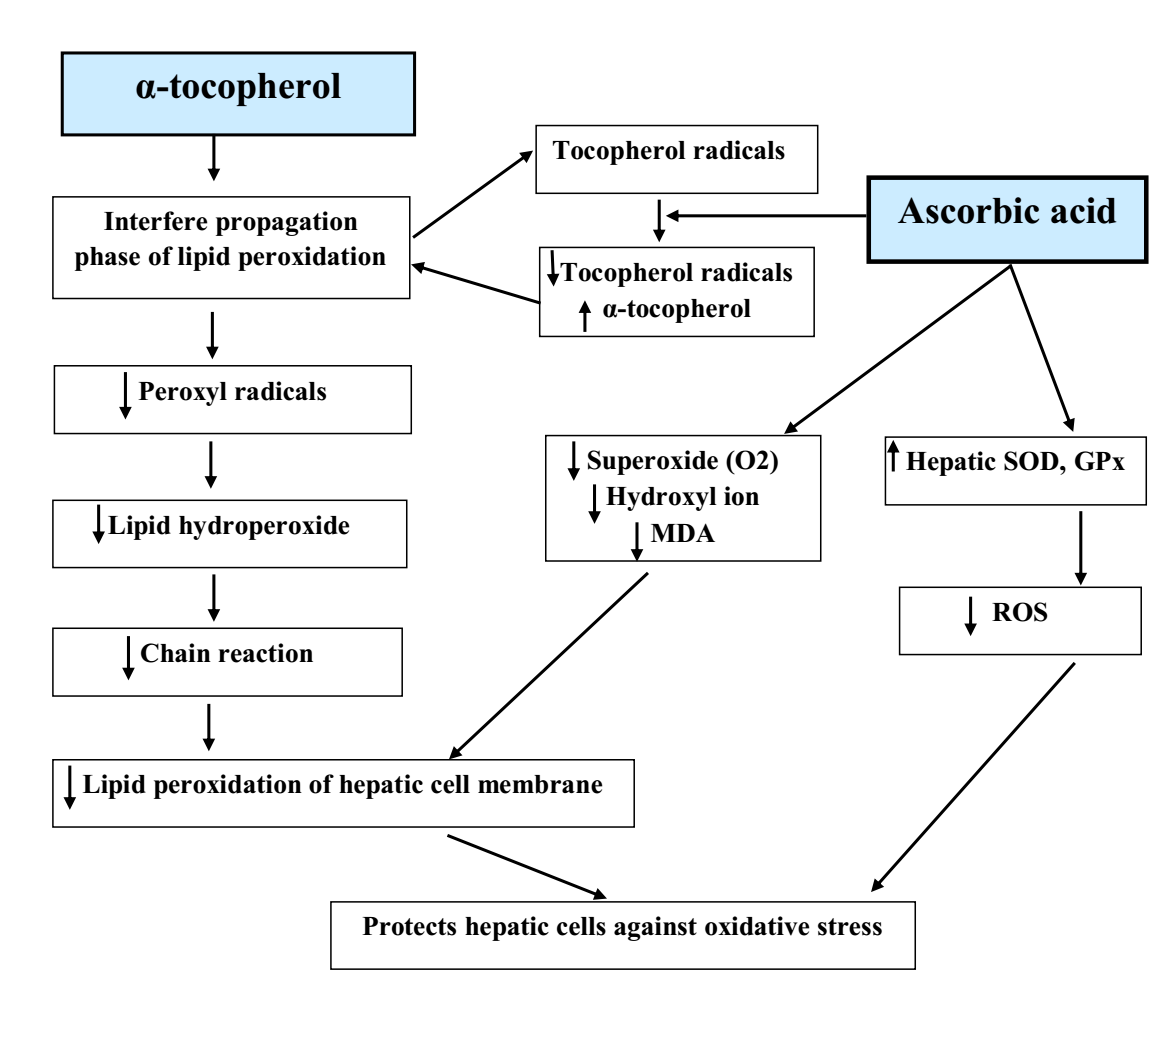 α-tocopherol
Tocopherol radicals
Ascorbic acid
Interfere propagation
phase of lipid peroxidation
↓Tocopherol radicals
↑ α-tocopherol
↓ Peroxyl radicals
↓ Superoxide (O2)
↓ Hydroxyl ion
↓ MDA
↑ Hepatic SOD, GPx
↓ Lipid hydroperoxide
↓ ROS
↓ Chain reaction
↓ Lipid peroxidation of hepatic cell membrane
Protects hepatic cells against oxidative stress